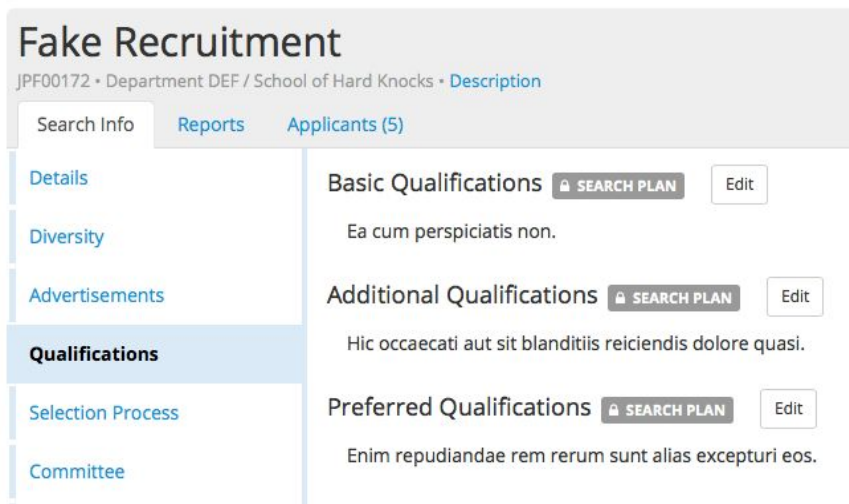 Fake Recruitment
JPF00172 • Department DEF / School of Hard Knocks • Description
Search Info Reports Applicants (5)
Details
Diversity
Advertisements
Qualifications
Selection Process
Committee
Basic Qualifications SEARCH PLAN Edit
Ea cum perspiciatis non.
Additional Qualifications SEARCH PLAN Edit
Hic occaecati aut sit blanditiis reiciendis dolore quasi.
Preferred Qualifications SEARCH PLAN Edit
Enim repudiandae rem rerum sunt alias excepturi eos.